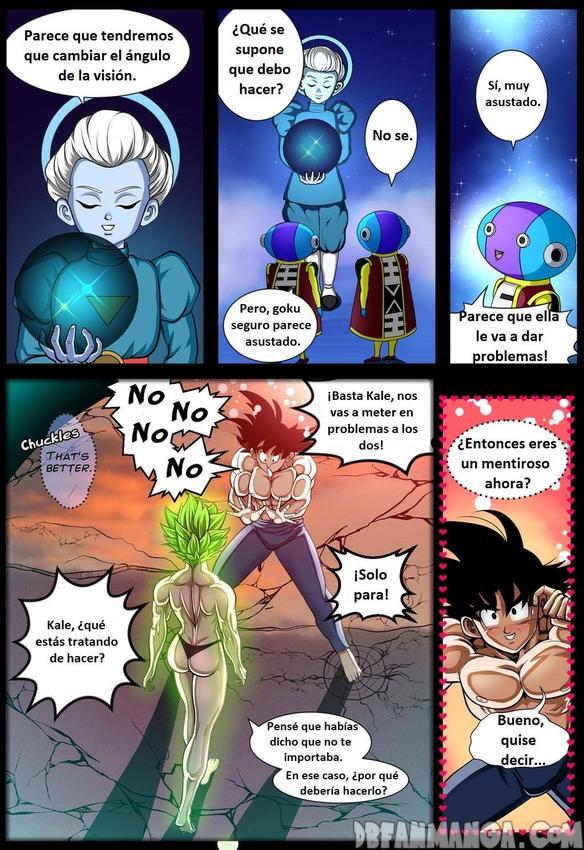 Parece que tendremos
que cambiar el ángulo
de la visión.
¿Qué se
supone
que debo
hacer?
No se.
Pero, goku
seguro parece
asustado.
Sí, muy
asustado.
Parece que ella
le va a dar
problemas!
Chuckles
THAT'S
BETTER.
No
No
No
No
¡Basta Kale, nos
vas a meter en
problemas a los
dos!
¡Solo
para!
Kale, ¿qué
estás tratando
de hacer?
Pensé que habías
dicho que no te
importaba.
En ese caso, ¿por qué
debería hacerlo?
¿Entonces eres
un mentiroso
ahora?
Bueno,
quise
decir...
DBFANMANGA.COM